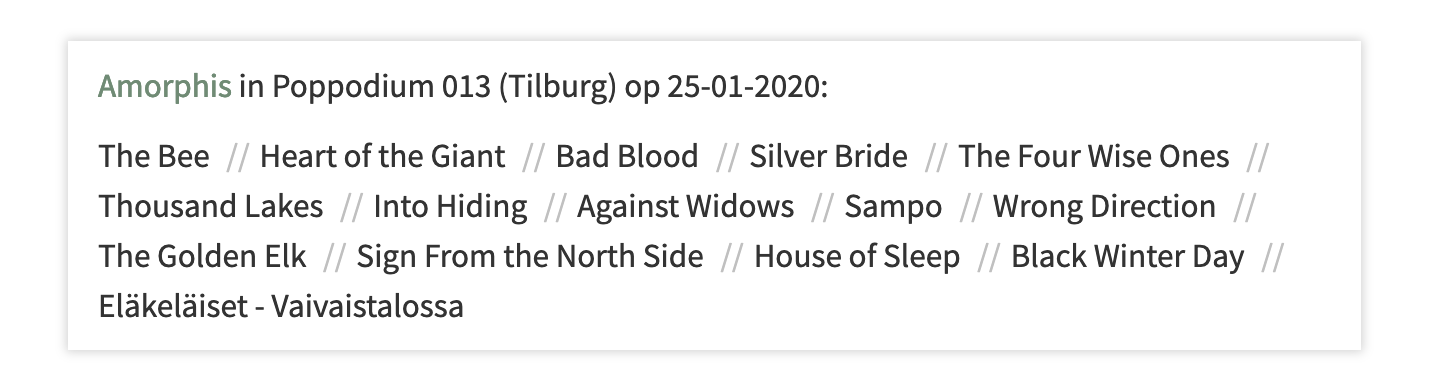 Amorphis in Poppodium 013 (Tilburg) op 25-01-2020:
The Bee // Heart of the Giant // Bad Blood // Silver Bride // The Four Wise Ones //
Thousand Lakes // Into Hiding // Against Widows // Sampo // Wrong Direction //
The Golden Elk // Sign From the North Side // House of Sleep // Black Winter Day //
Eläkeläiset - Vaivaistalossa